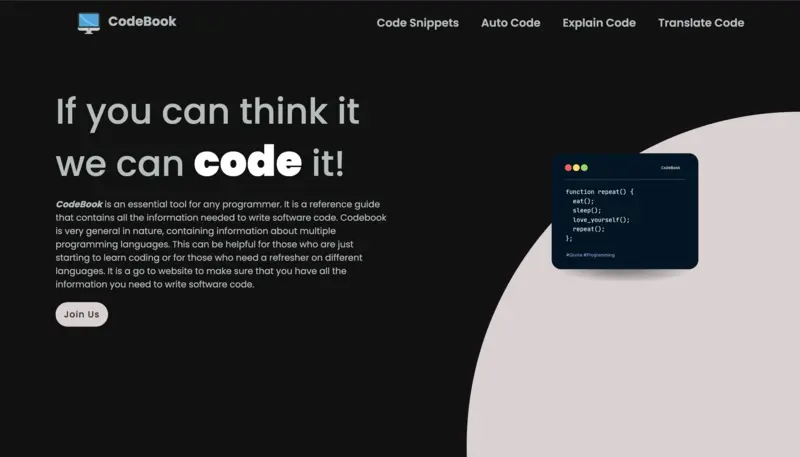 CodeBook
Code Snippets Auto Code Explain Code Translate Code
If you can think it
we can code it!
CodeBook is an essential tool for any programmer. It is a reference guide
that contains all the information needed to write software code. Codebook
is very general in nature, containing information about multiple
programming languages. This can be helpful for those who are just
starting to learn coding or for those who need a refresher on different
languages. It is a go to website to make sure that you have all the
information you need to write software code.
Join Us
CodeBook
function repeat() {
eat();
sleep();
love_yourself();
repeat();
};
#Quote #Programming